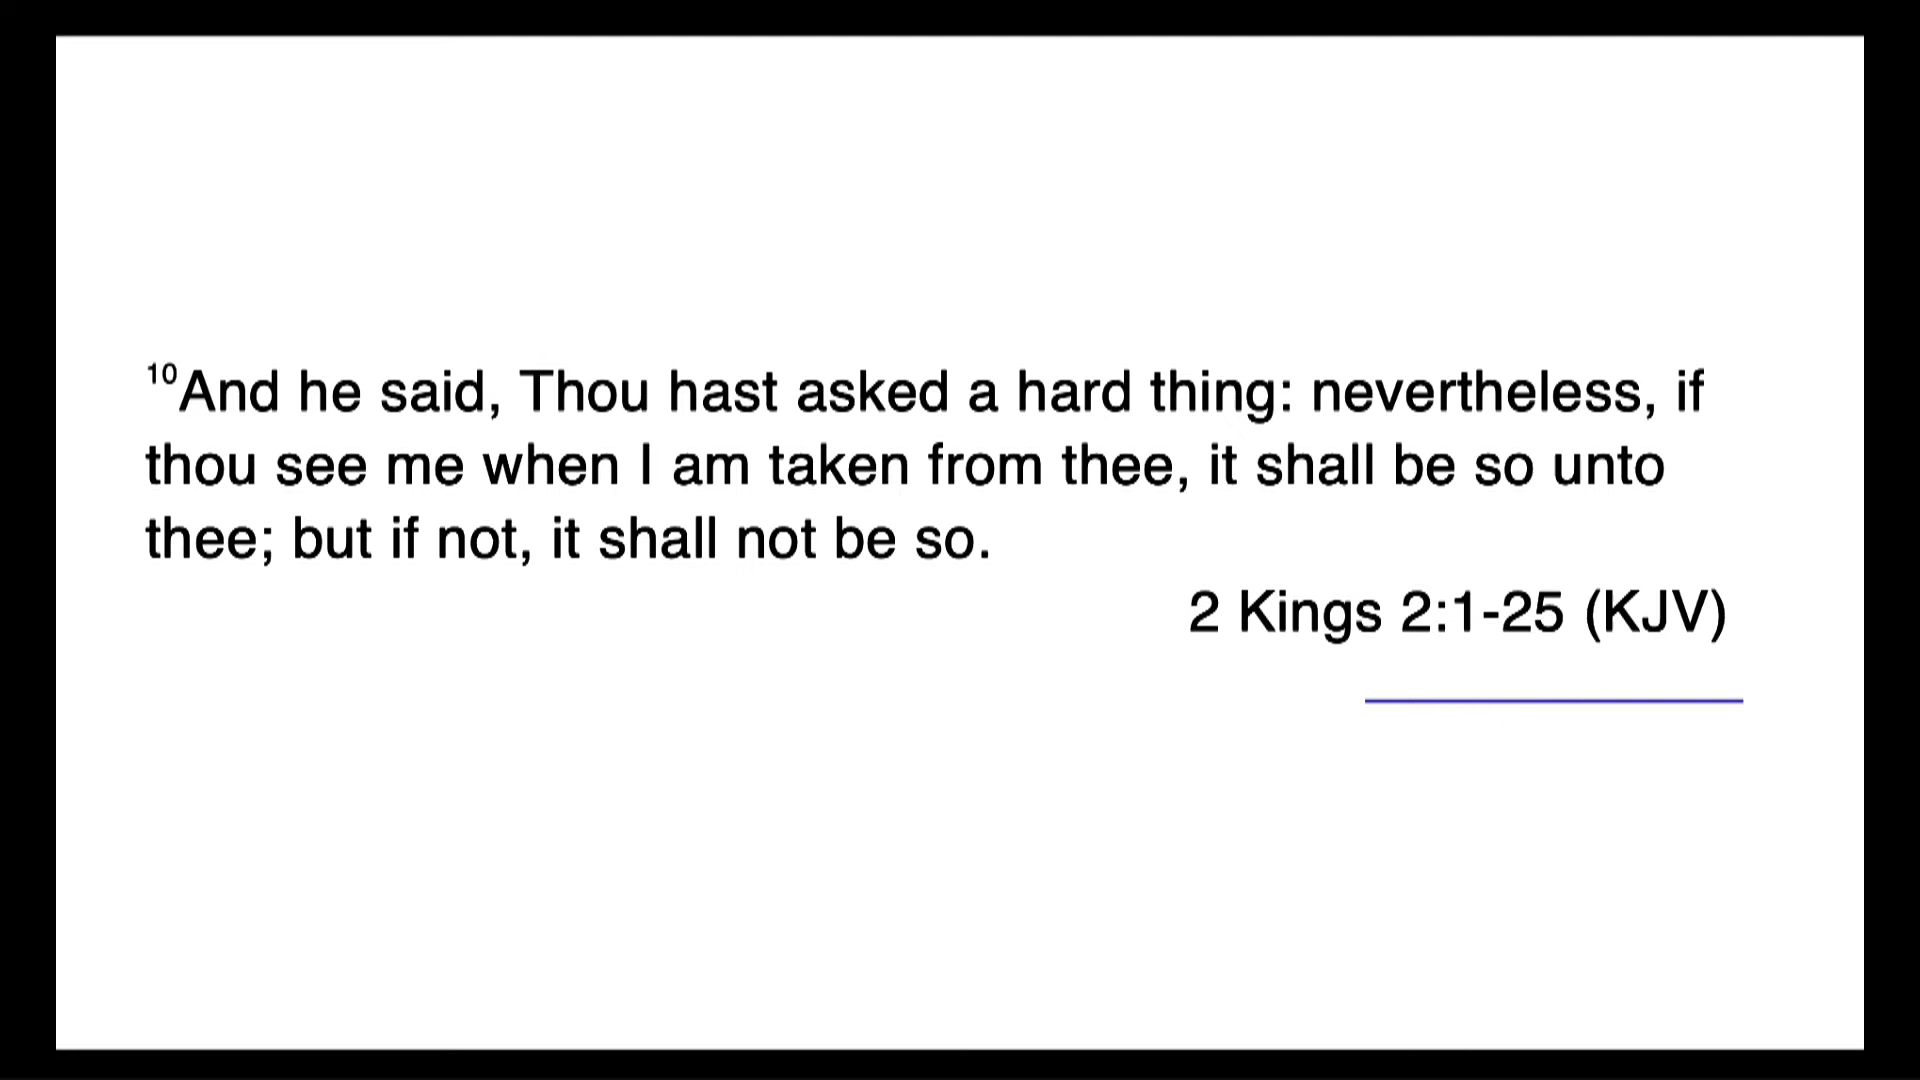 10And he said, Thou hast asked a hard thing: nevertheless, if
thou see me when I am taken from thee, it shall be so unto
thee; but if not, it shall not be so.
2 Kings 2:1-25 (KJV)